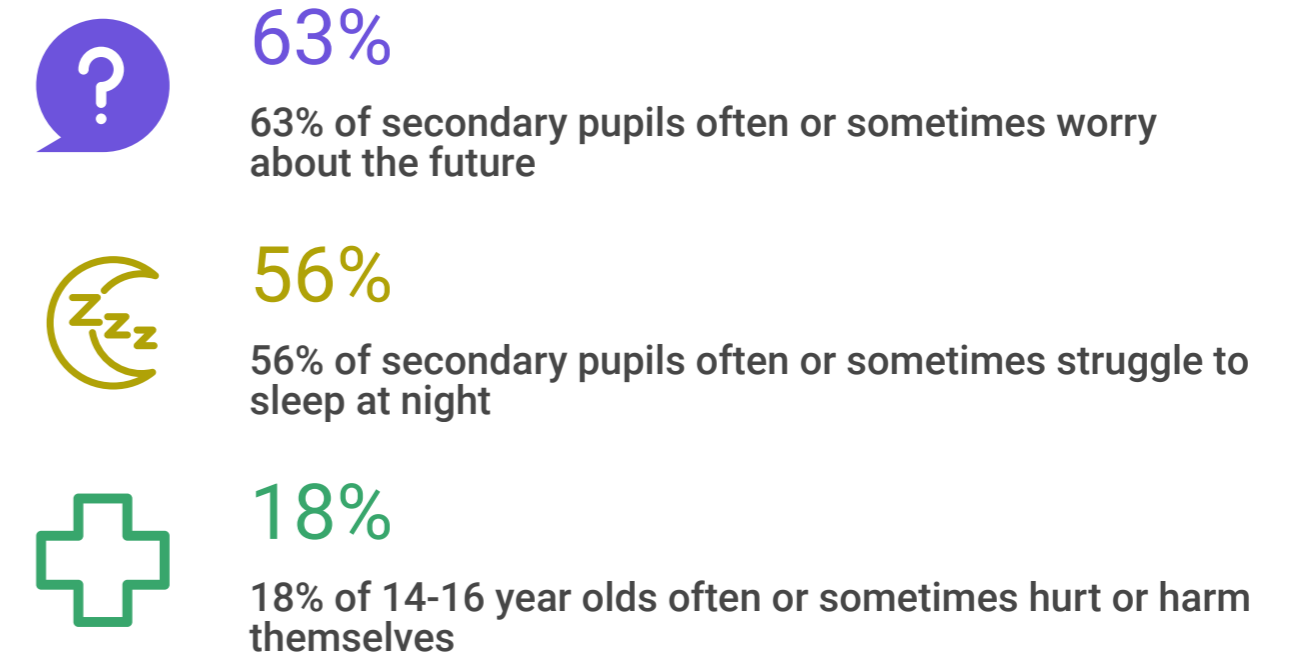 ?
63%
63% of secondary pupils often or sometimes worry
about the future
zzz
56%
56% of secondary pupils often or sometimes struggle to
sleep at night
18%
18% of 14-16 year olds often or sometimes hurt or harm
themselves